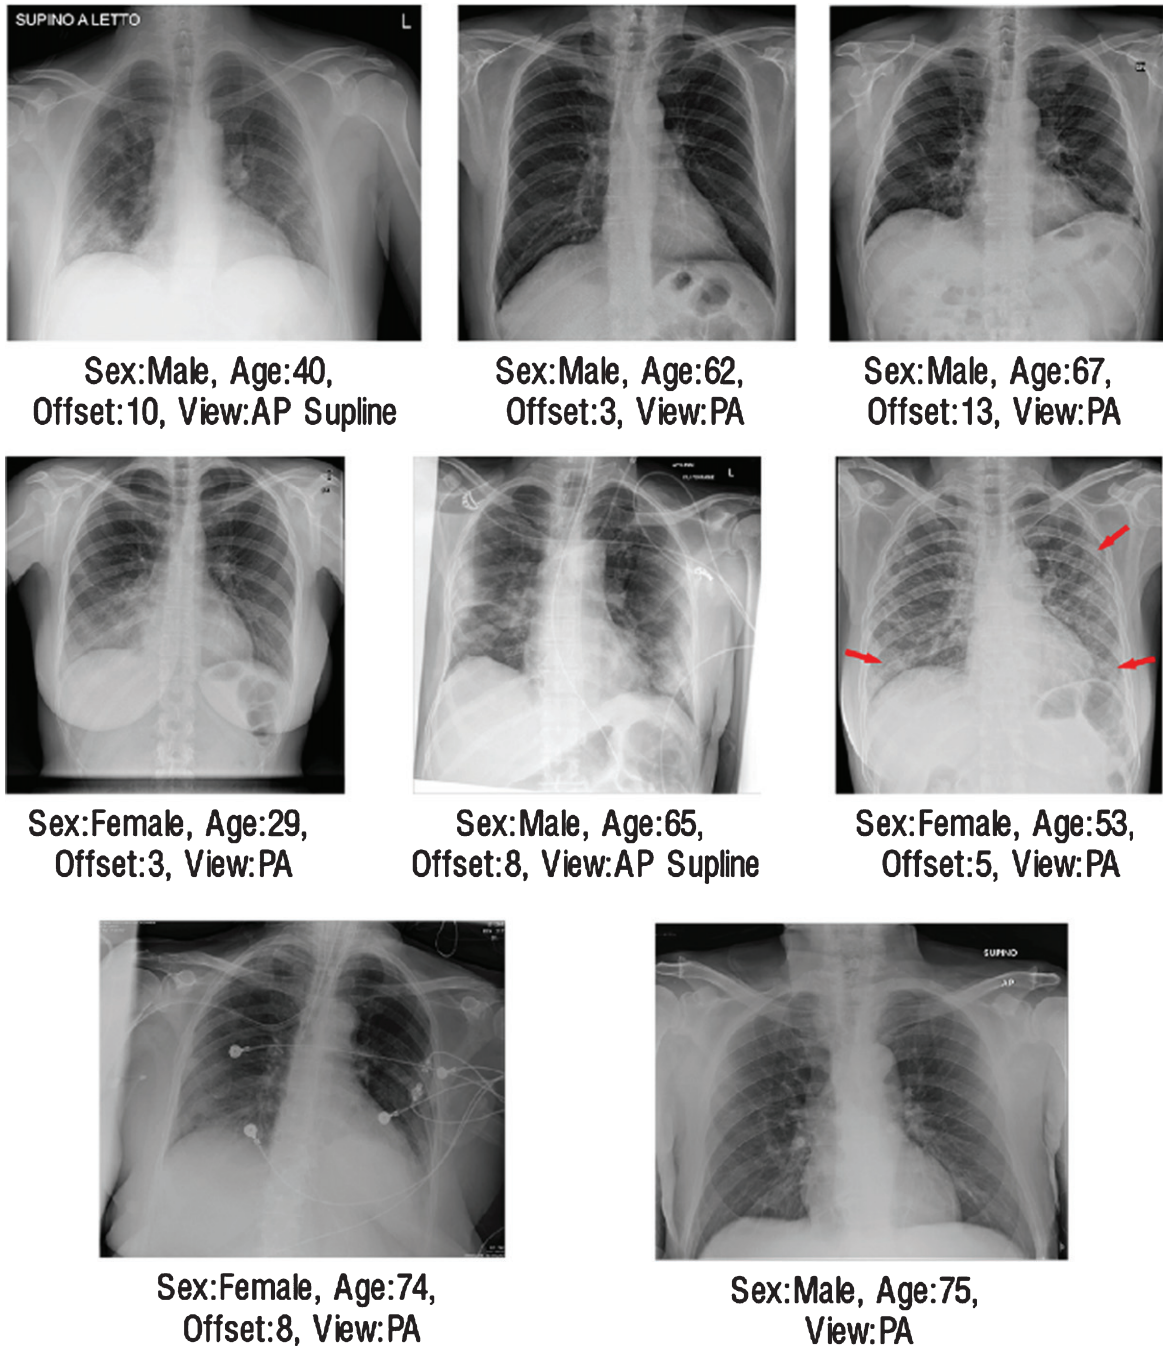 SUPINO A LETTO
L
Sex:Male, Age:40,
Offset:10, View:AP Supline
Sex:Male, Age:62,
Offset:3, View:PA
Sex:Male, Age:67,
Offset:13, View:PA
L
Sex:Female, Age:29,
Offset:3, View:PA
Sex:Male, Age:65,
Offset:8, View:AP Supline
Sex:Female, Age:53,
Offset:5, View:PA
SUPINO
AP
Sex:Female, Age:74,
Offset:8, View:PA
Sex:Male, Age:75,
View:PA